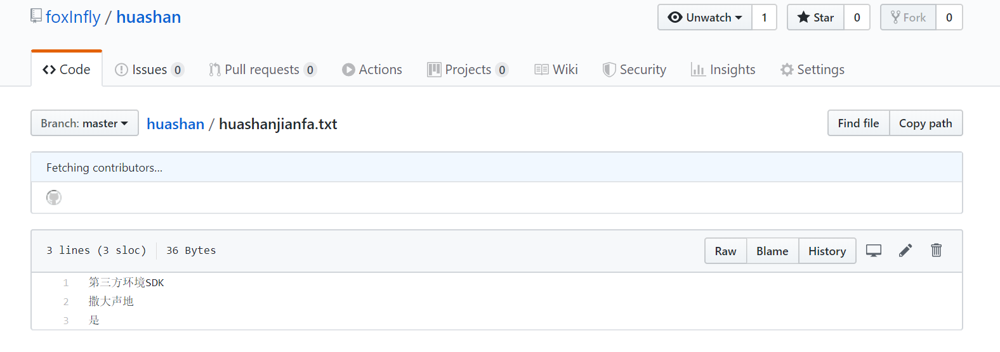 foxInfly / huashan
Unwatch 1 Star 0 Fork 0
Code Issues 0 Pull requests 0 Actions Projects 0 Wiki Security Insights Settings
Branch: master huashan / huashanjianfa.txt Find file Copy path
Fetching contributors…
3 lines (3 sloc) 36 Bytes Raw Blame History
1 第三方环境SDK
2 撒大声地
3 是